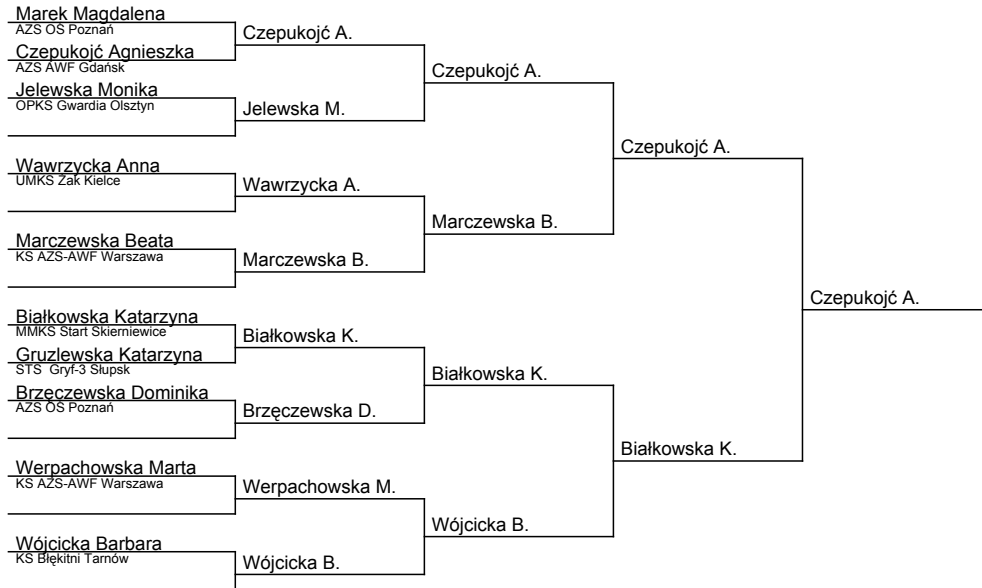 Marek Magdalena
AZS OŚ Poznań
Czepukojć Agnieszka
AZS AWF Gdańsk
Jelewska Monika
OPKS Gwardia Olsztyn
Wawrzycka Anna
UMKS Żak Kielce
Marczewska Beata
KS AZS-AWF Warszawa
Białkowska Katarzyna
MMKS Start Skierniewice
Gruzlewska Katarzyna
STS Gryf-3 Słupsk
Brzęczewska Dominika
AZS OŚ Poznań
Werpachowska Marta
KS AZS-AWF Warszawa
Wójcicka Barbara
KS Błękitni Tarnów
Czepukojć A.
Jelewska M.
Wawrzycka A.
Marczewska B.
Białkowska K.
Brzęczewska D.
Werpachowska M.
Wójcicka B.
Czepukojć A.
Marczewska B.
Białkowska K.
Wójcicka B.
Czepukojć A.
Białkowska K.
Czepukojć A.